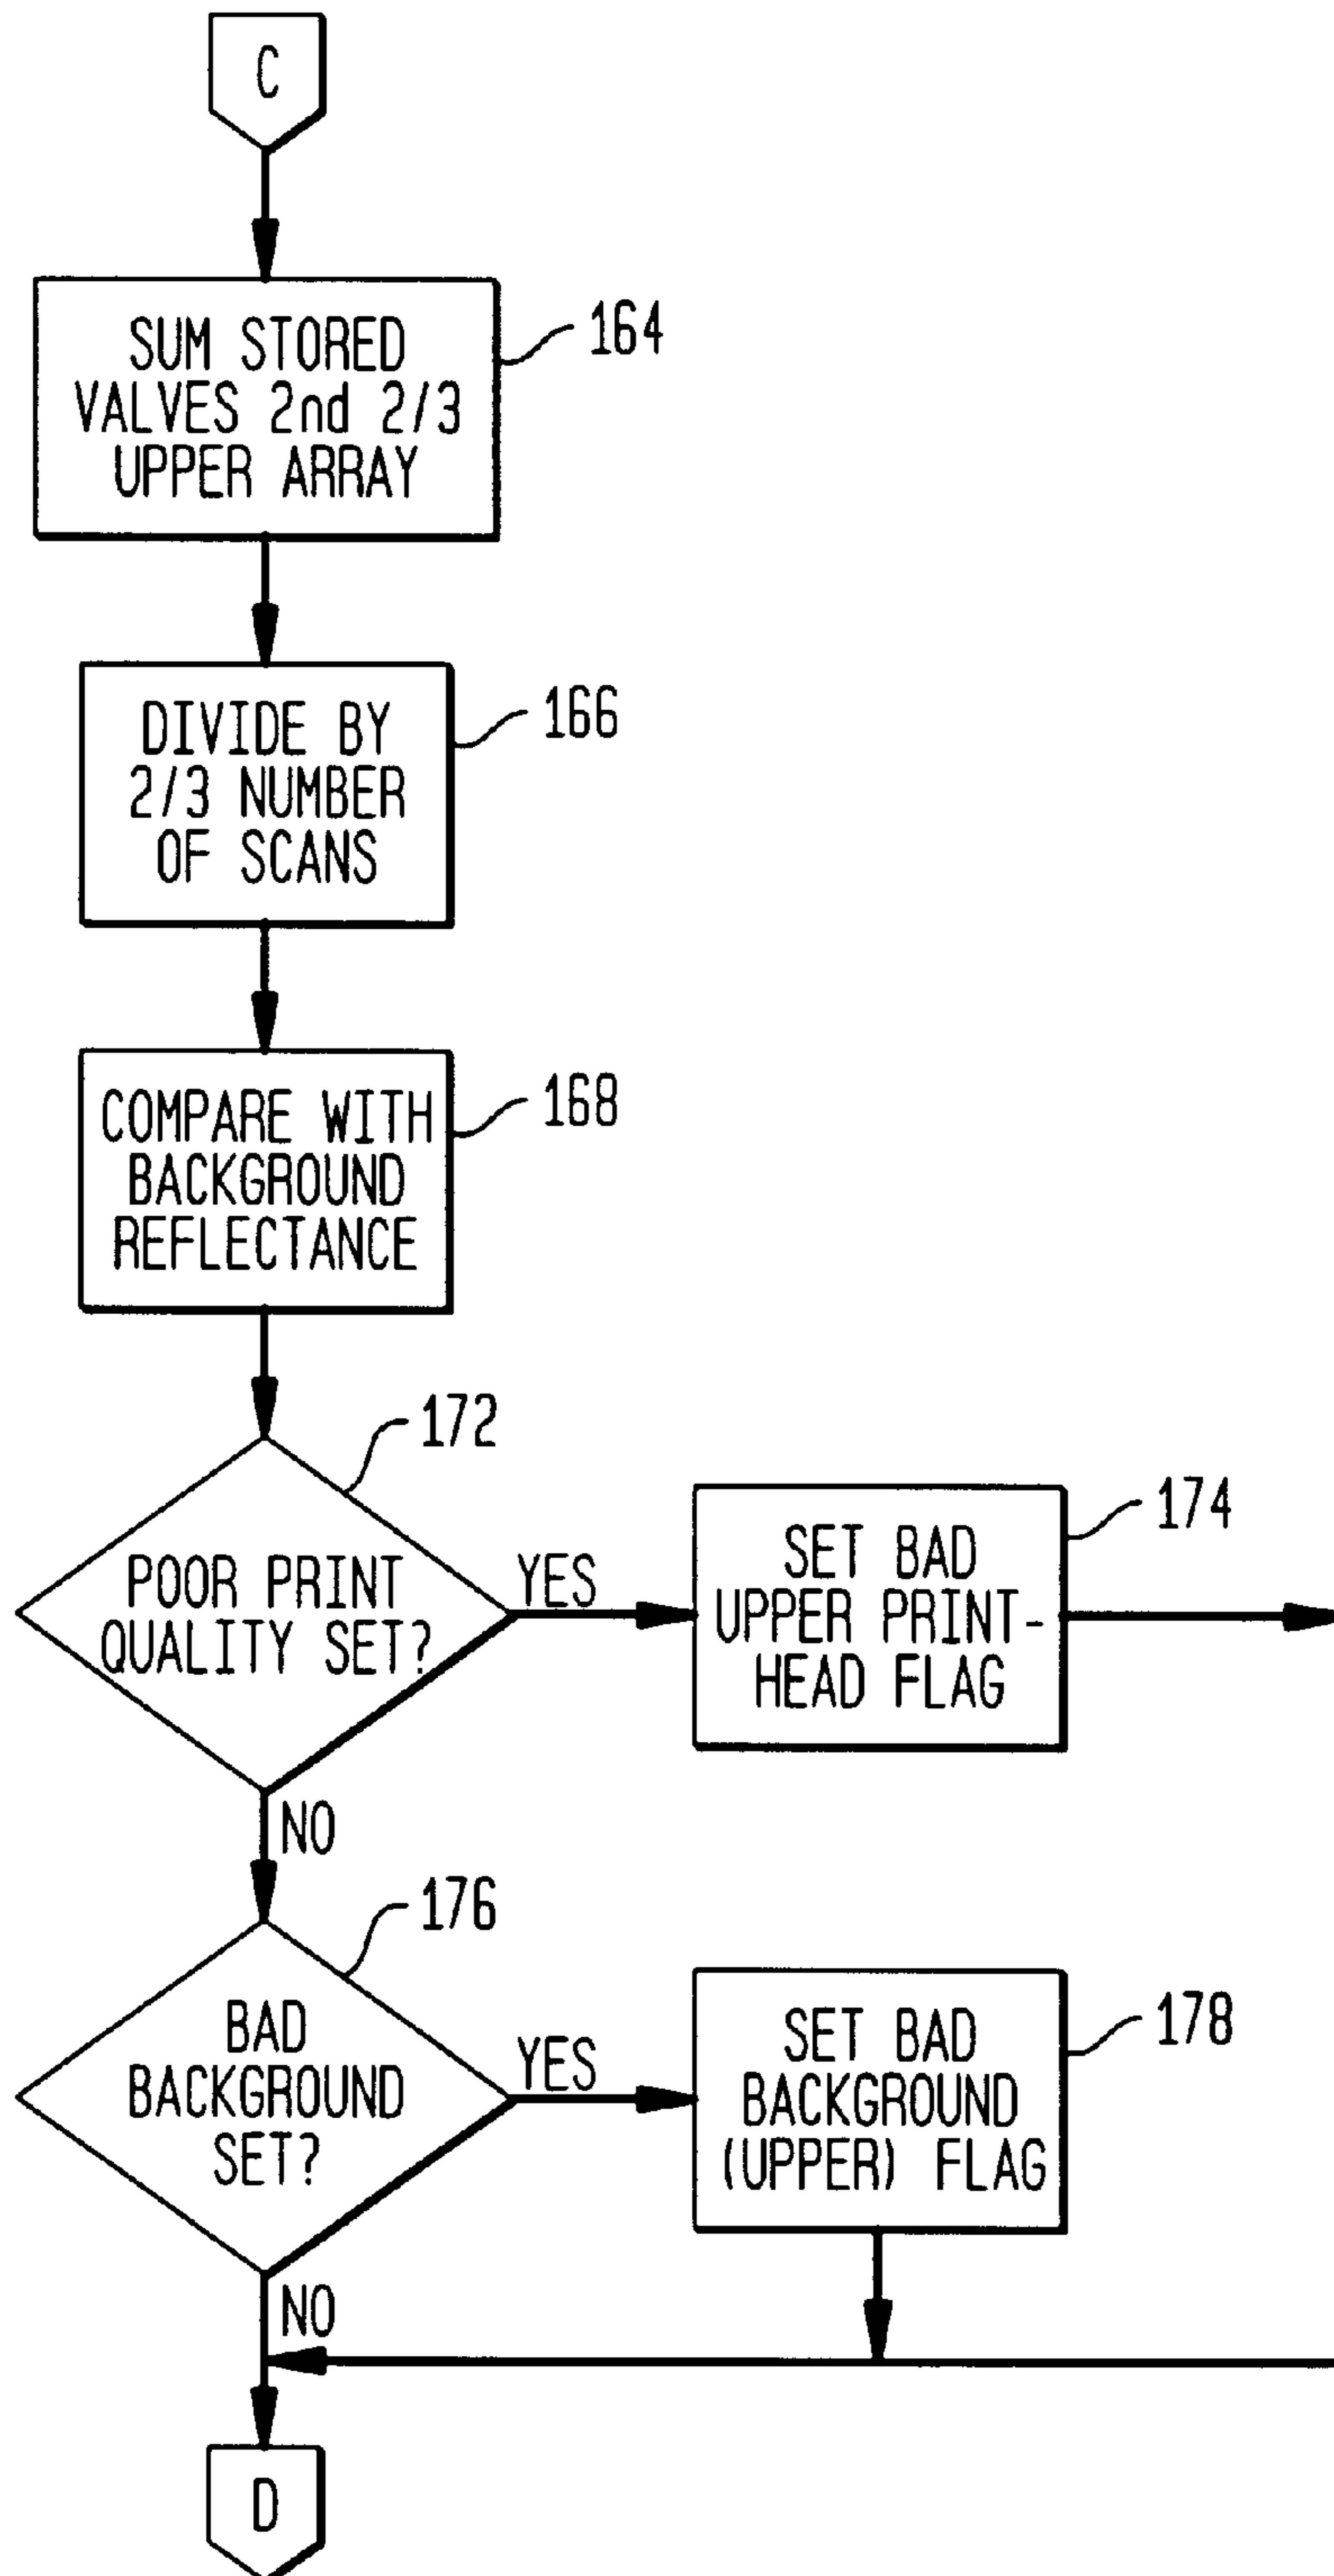 C
SUM STORED
VALVES 2nd 2/3
UPPER ARRAY
164
DIVIDE BY
2/3 NUMBER
OF SCANS
166
COMPARE WITH
BACKGROUND
REFLECTANCE
168
172
POOR PRINT
QUALITY SET?
YES
SET BAD
UPPER PRINT-
HEAD FLAG
174
NO
176
BAD
BACKGROUND
SET?
YES
SET BAD
BACKGROUND
(UPPER) FLAG
178
NO
D